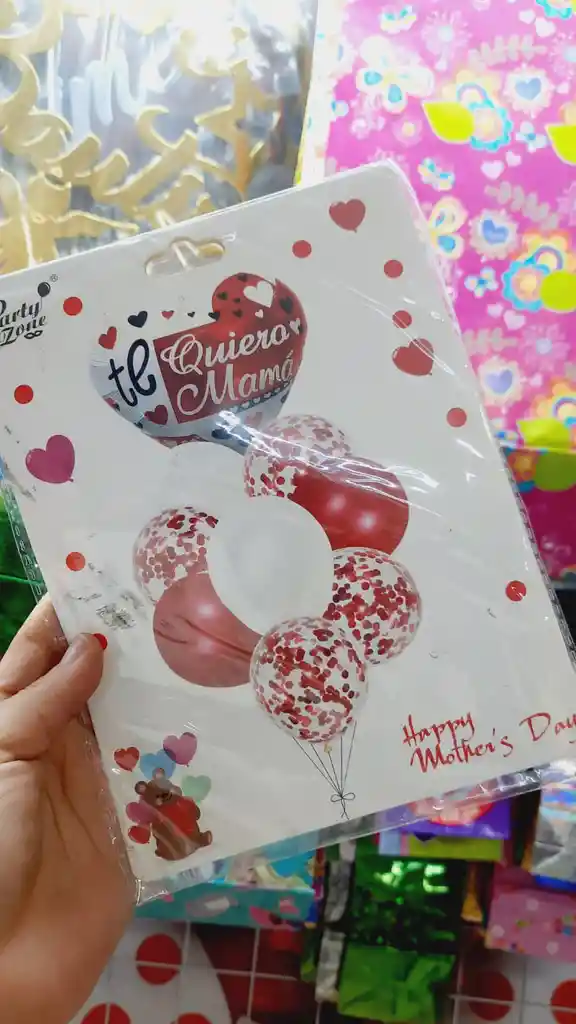 Party
Zone
te Quiero
Mamá
Happy
Mother's Day